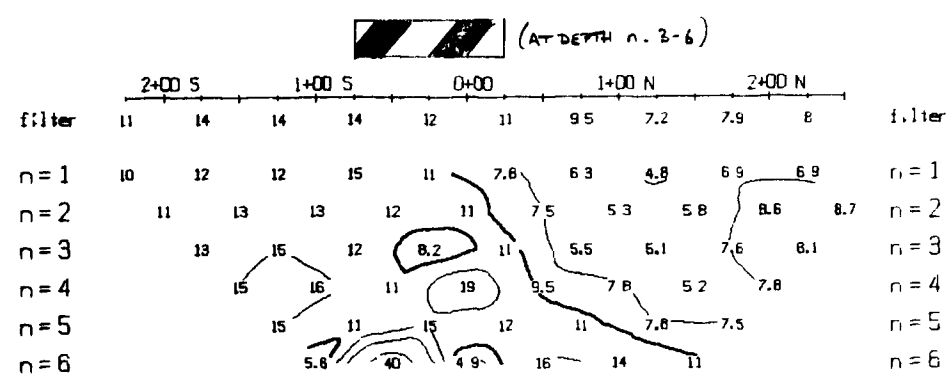 (AT DEPTH n. 3-6)
2+00 S 1+00 S 0+00 1+00 N 2+00 N
filter 11 14 14 14 12 11 9.5 7.2 7.9 8 filter
n = 1 10 12 12 15 11 7.8 6.3 4.8 6.9 6.9 n = 1
n = 2 11 13 13 12 11 7.5 5.3 5.8 8.6 8.7 n = 2
n = 3 13 15 12 8.2 11 5.5 6.1 7.6 8.1 n = 3
n = 4 15 16 11 19 9.5 7.8 5.2 7.8 n = 4
n = 5 15 11 15 12 11 7.6 7.5 n = 5
n = 6 5.6 40 4.9 16 14 11 n = 6